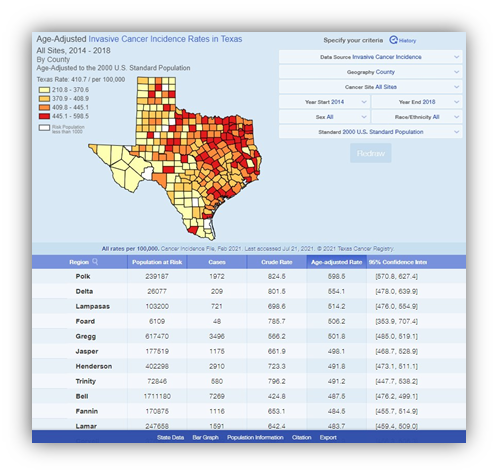 Age-Adjusted Invasive Cancer Incidence Rates in Texas
All Sites, 2014 - 2018
By County
Age-Adjusted to the 2000 U.S. Standard Population
Texas Rate: 410.7 / per 100,000
210.8 - 370.6
370.9 - 408.9
409.8 - 445.1
445.1 - 598.5
Risk Population
less than 1000
Specify your criteria History
Data Source Invasive Cancer Incidence
Geography County
Cancer Site All Sites
Year Start 2014 Year End 2018
Sex All Race/Ethnicity All
Standard 2000 U.S. Standard Population
Redraw
All rates per 100,000. Cancer Incidence File, Feb 2021. Last accessed Jul 21, 2021. © 2021 Texas Cancer Registry.
Region Population at Risk Cases Crude Rate Age-adjusted Rate 95% Confidence Intrs
Polk 239187 1972 824.5 598.5 [570.8, 627.4]
Delta 26077 209 801.5 554.1 [478.0, 639.9]
Lampasas 103200 721 698.6 514.2 [476.0, 554.9]
Foard 6109 48 785.7 506.2 [353.9, 707.4]
Gregg 617470 3496 566.2 501.8 [485.0, 519.1]
Jasper 177519 1175 661.9 498.1 [468.7, 528.9]
Henderson 402298 2910 723.3 491.8 [473.1, 511.1]
Trinity 72846 580 796.2 491.2 [447.7, 538.2]
Bell 1711180 7269 424.8 487.5 [476.2, 499.1]
Fannin 170875 1116 653.1 484.5 [455.7, 514.9]
Lamar 247658 1591 642.4 483.7 [459.4, 509.0]
State Data Bar Graph Population Information Citation Export